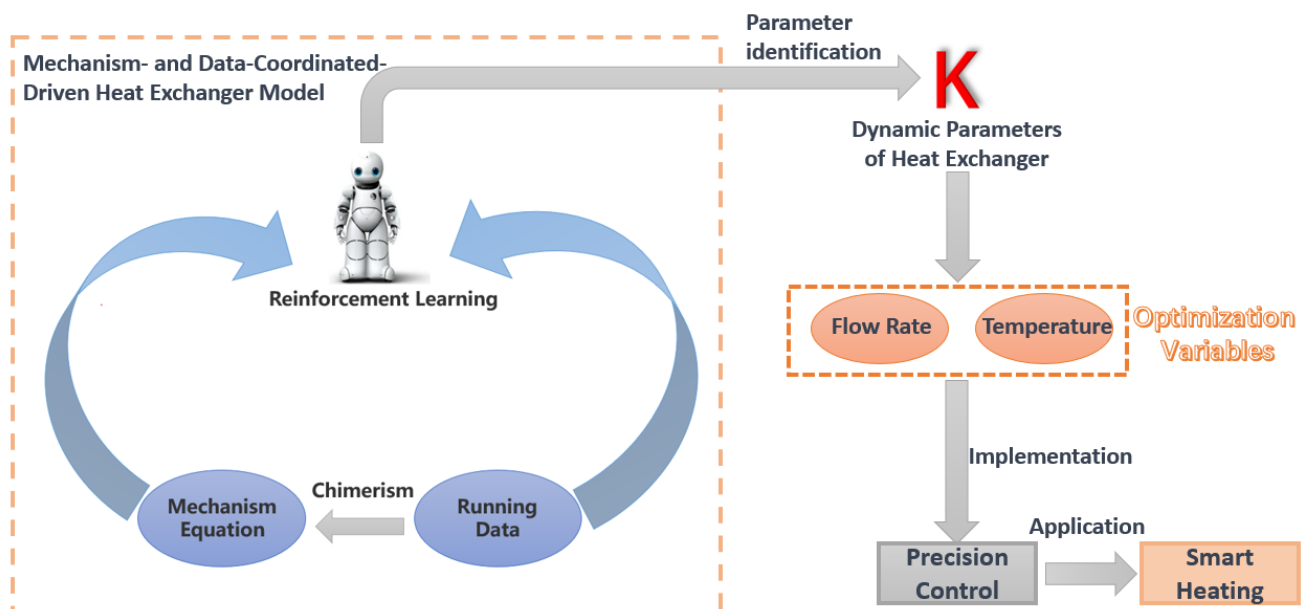 Mechanism- and Data-Coordinated-
Driven Heat Exchanger Model
Reinforcement Learning
Mechanism
Equation
Chimerism
Running
Data
Parameter
identification
K
Dynamic Parameters
of Heat Exchanger
Flow Rate
Temperature
Optimization
Variables
Implementation
Precision
Control
Application
Smart
Heating